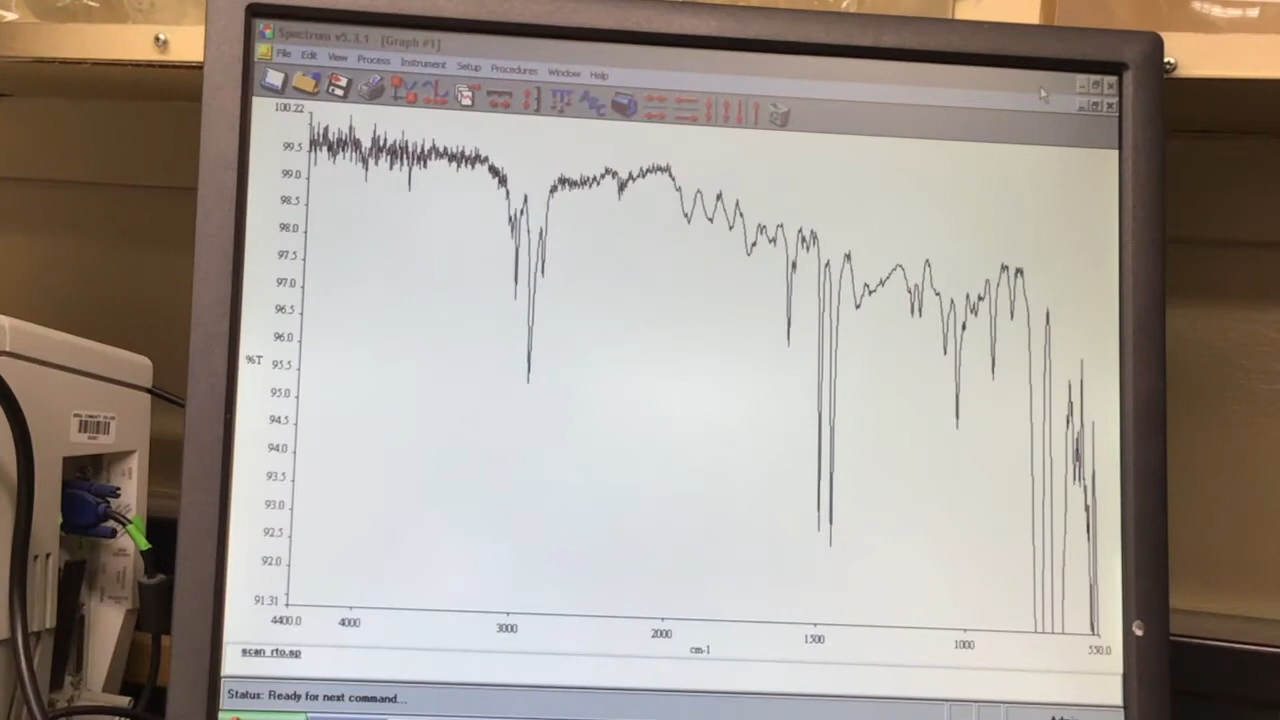 Spectrum v5.3.1 - [Graph #1]
File Edit View Process Instrument Setup Procedures Window Help
100.22
99.5
99.0
98.5
98.0
97.5
97.0
96.5
96.0
%T
95.5
95.0
94.5
94.0
93.5
93.0
92.5
92.0
91.31
4400.0 4000 3000 2000 1500 1000 550.0
cm-1
scan rto.sp
Status: Ready for next command...